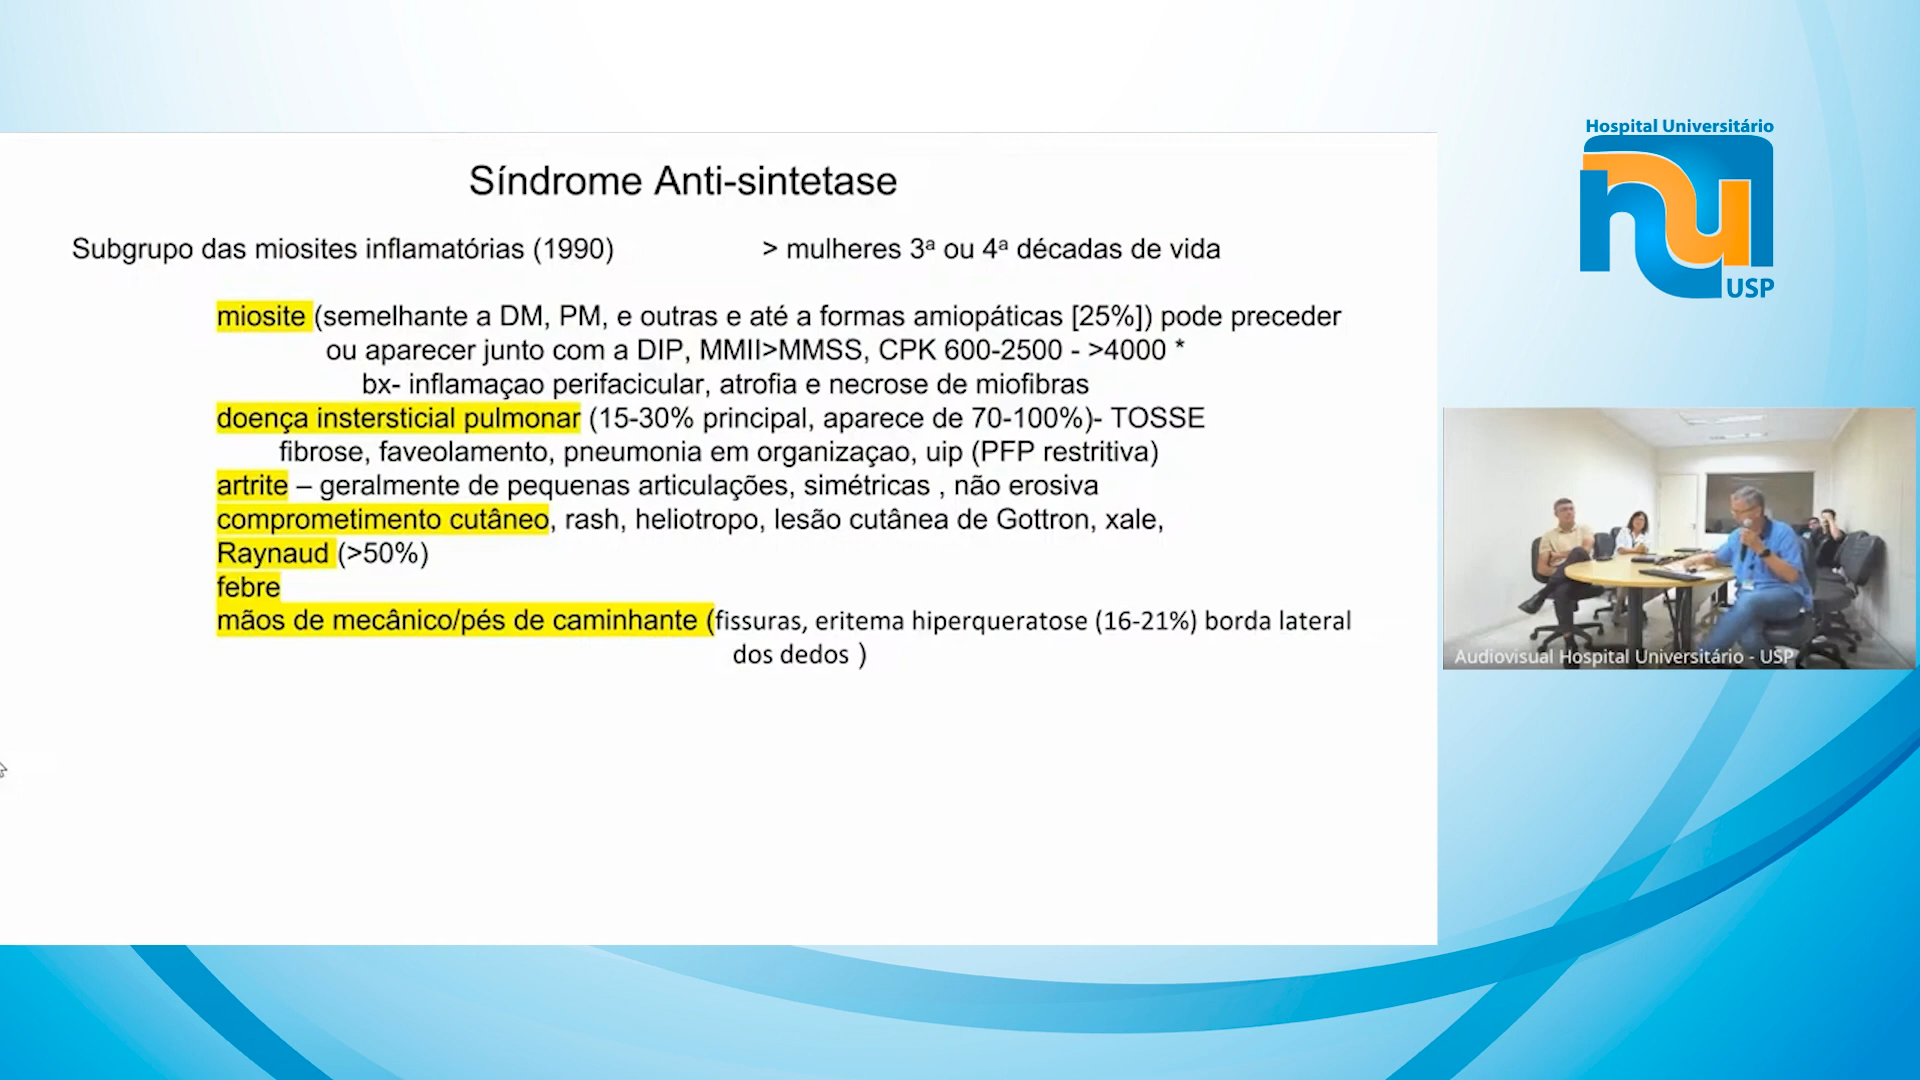 Hospital Universitário
USP
Síndrome Anti-sintetase
Subgrupo das miosites inflamatórias (1990) > mulheres 3ª ou 4ª décadas de vida
miosite (semelhante a DM, PM, e outras e até a formas amiopáticas [25%]) pode preceder
ou aparecer junto com a DIP, MMII>MMSS, CPK 600-2500 - >4000 *
bx- inflamaçao perifacicular, atrofia e necrose de miofibras
doença instersticial pulmonar (15-30% principal, aparece de 70-100%)- TOSSE
fibrose, faveolamento, pneumonia em organizaçao, uip (PFP restritiva)
artrite – geralmente de pequenas articulações, simétricas , não erosiva
comprometimento cutâneo, rash, heliotropo, lesão cutânea de Gottron, xale,
Raynaud (>50%)
febre
mãos de mecânico/pés de caminhante (fissuras, eritema hiperqueratose (16-21%) borda lateral
dos dedos )
Audiovisual Hospital Universitário - USP